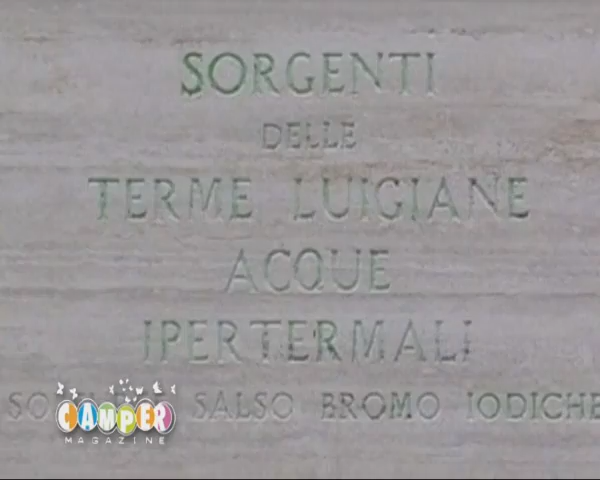 SORGENTI
DELLE
TERME LUIGIANE
ACQUE
IPERTERMALI
SALSO BROMO IODICHE
CAMPER
MAGAZINE